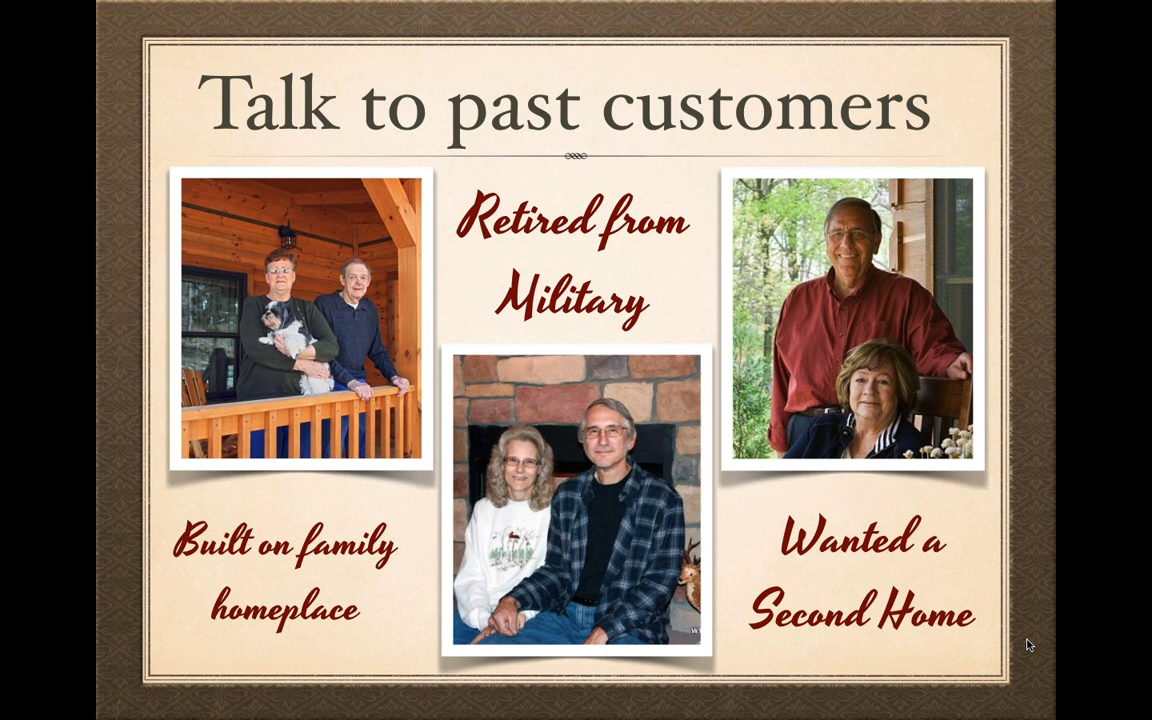 Talk to past customers
Retired from
Military
Built on family
homeplace
Wanted a
Second Home